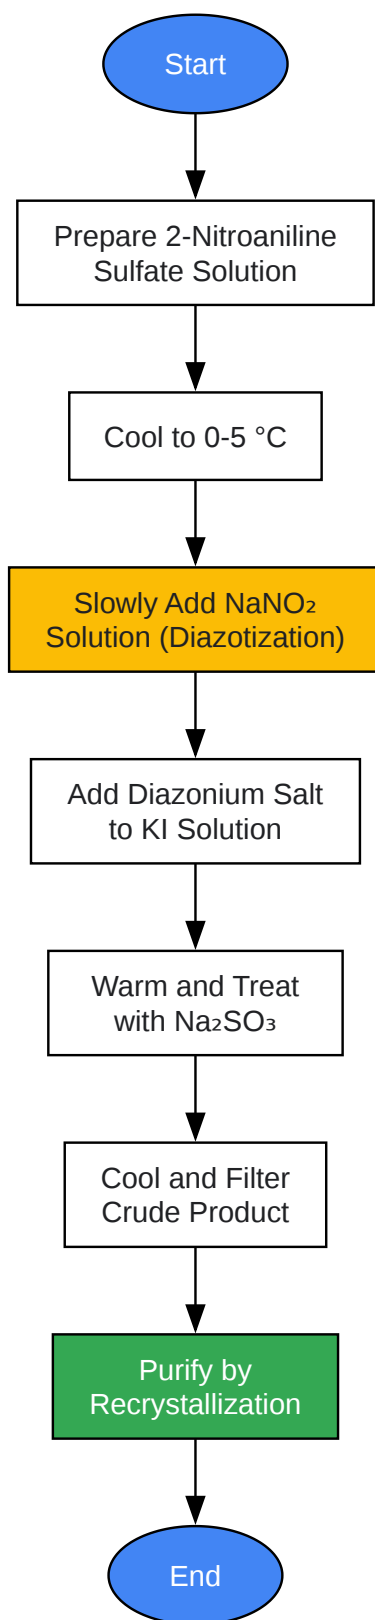 Start
Prepare 2-Nitroaniline
Sulfate Solution
Cool to 0-5 °C
Slowly Add NaNO₂
Solution (Diazotization)
Add Diazonium Salt
to KI Solution
Warm and Treat
with Na₂SO₃
Cool and Filter
Crude Product
Purify by
Recrystallization
End